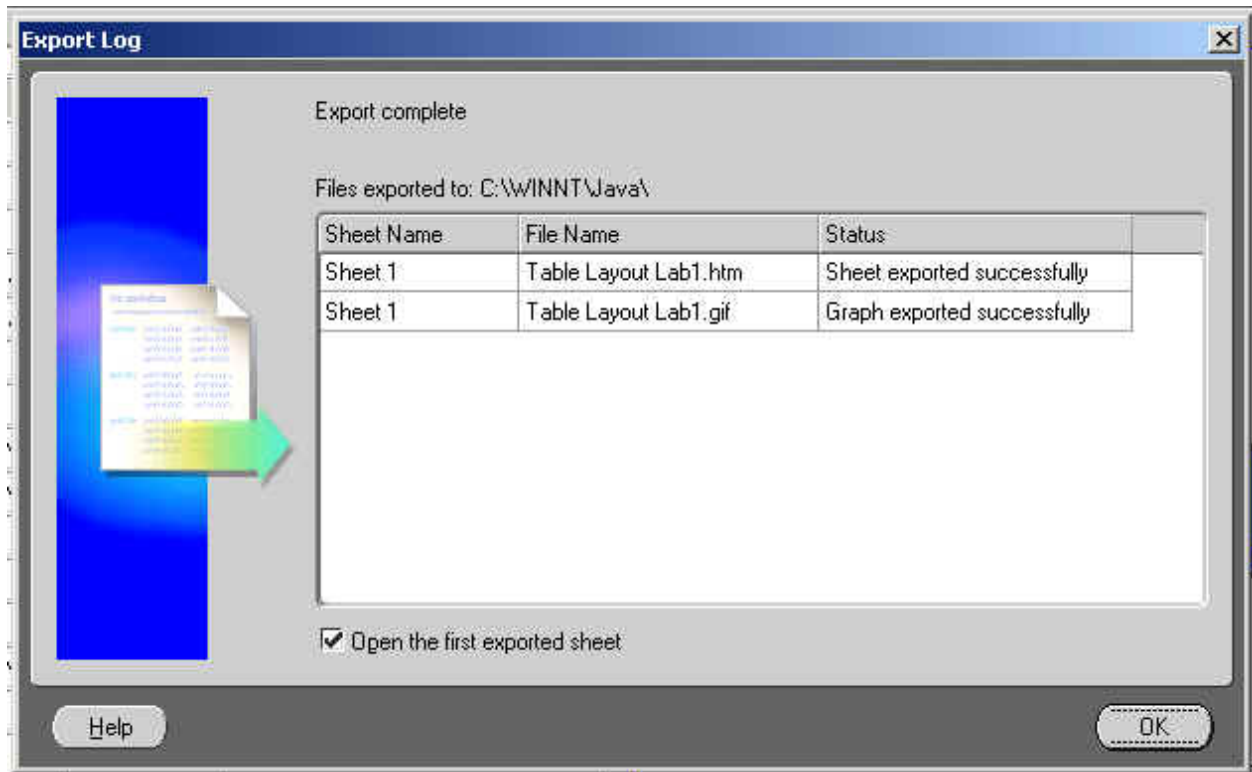 Export Log
Export complete
Files exported to: C:\WINNT\Java\
Sheet Name File Name Status
Sheet 1 Table Layout Lab1.htm Sheet exported successfully
Sheet 1 Table Layout Lab1.gif Graph exported successfully
Open the first exported sheet
Help OK